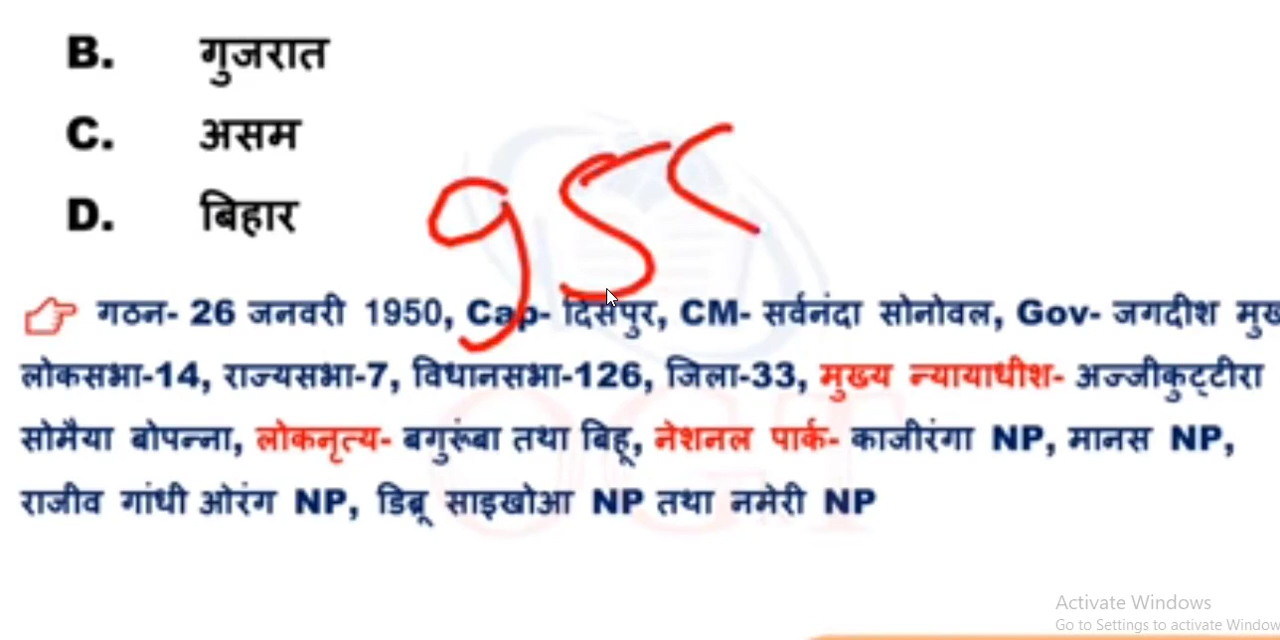 B. गुजरात
C. असम
D. बिहार
955
गठन- 26 जनवरी 1950, Cap- दिसपुर, CM- सर्वनंदा सोनोवल, Gov- जगदीश
लोकसभा-14, राज्यसभा-7, विधानसभा-126, जिला-33, मुख्य न्यायाधीश- अज्जीकुट्टीरा
सोमैया बोपन्ना, लोकनृत्य- बगुरूंबा तथा बिहू, नेशनल पार्क- काजीरंगा NP, मानस NP,
राजीव गांधी ओरंग NP, डिब्रू साइखोआ NP तथा नमेरी NP
OGT
Activate Windows
Go to Settings to activate Window